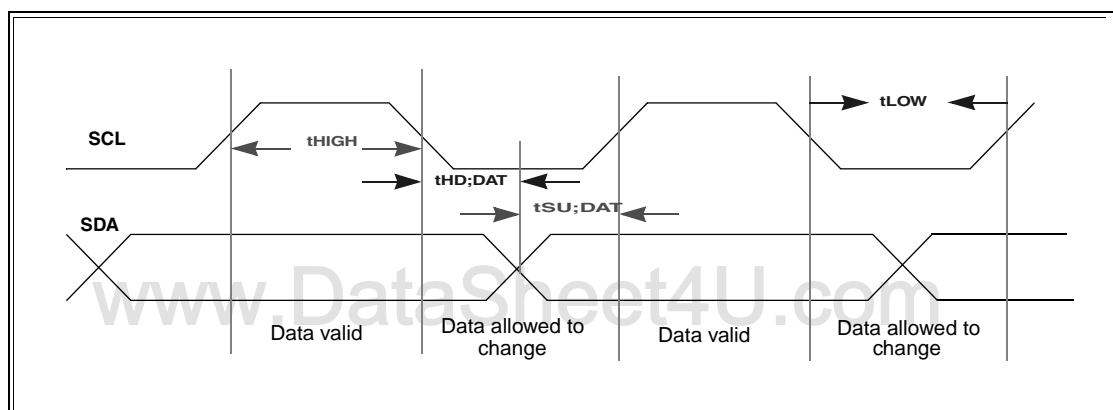 tLOW
SCL
tHIGH
tHD;DAT
tSU;DAT
SDA
www.DataSheet4U.com
Data valid
Data allowed to
change
Data valid
Data allowed to
change